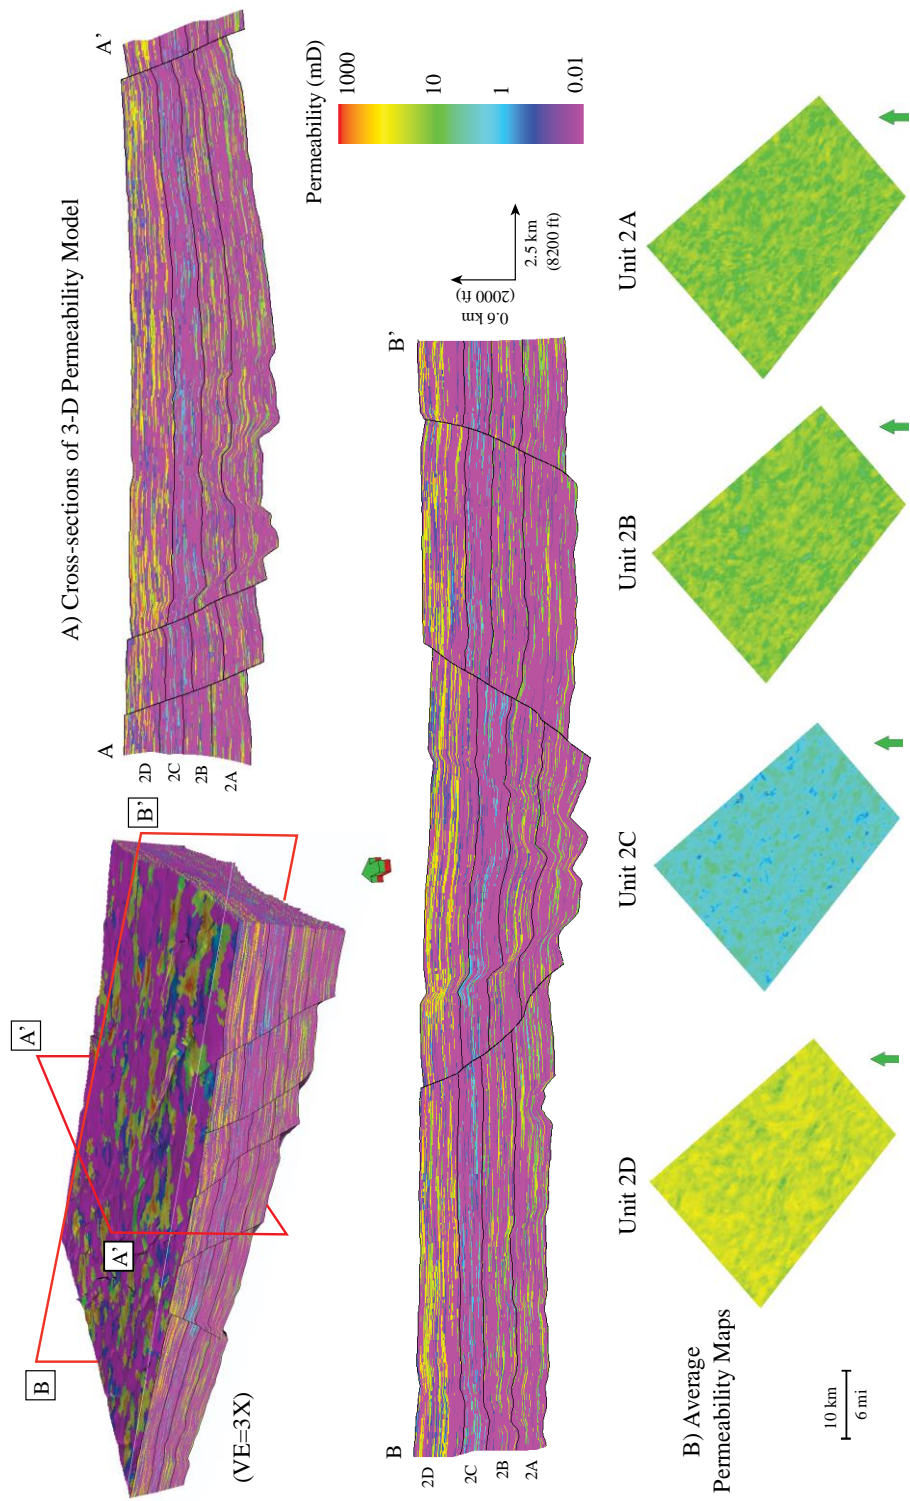 A) Cross-sections of 3-D Permeability Model
A
A'
2D
2C
2B
2A
B
A'
A'
B'
(VE=3X)
Permeability (mD)
1000
10
1
0.01
B
B'
2D
2C
2B
2A
0.6 km
(2000 ft)
2.5 km
(8200 ft)
B) Average
Permeability Maps
Unit 2D
Unit 2C
Unit 2B
Unit 2A
10 km
6 mi